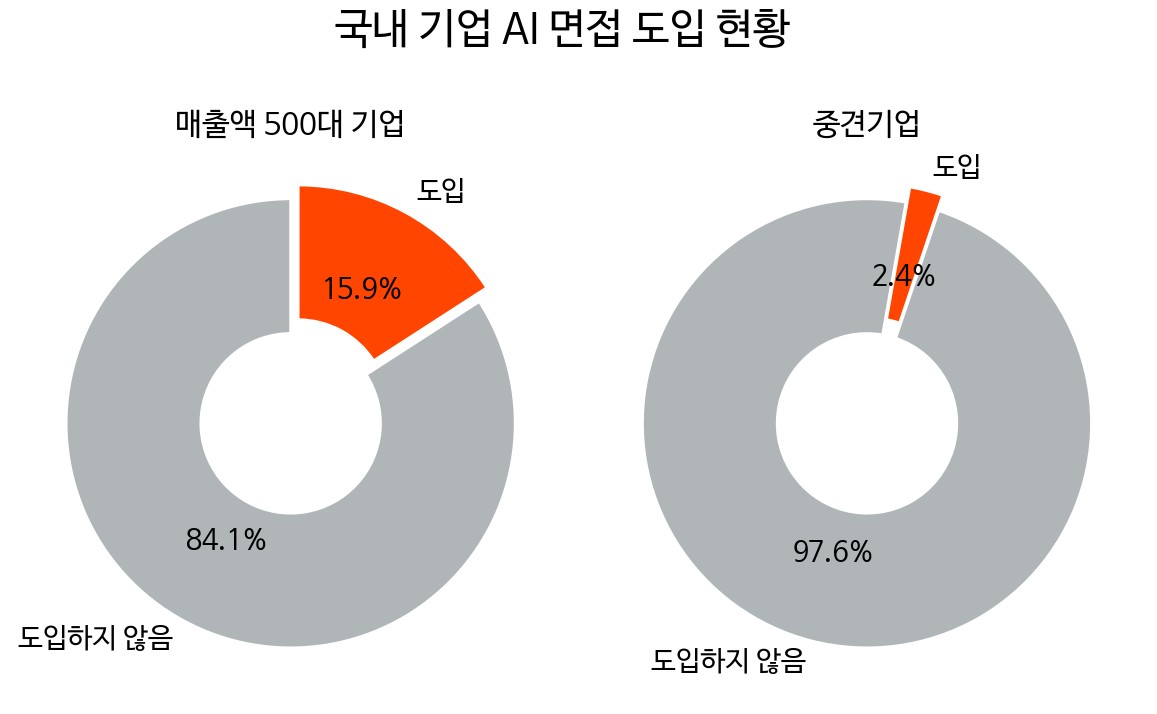 국내 기업 AI 면접 도입 현황
매출액 500대 기업
도입
15.9%
84.1%
도입하지 않음
중견기업
도입
2.4%
97.6%
도입하지 않음